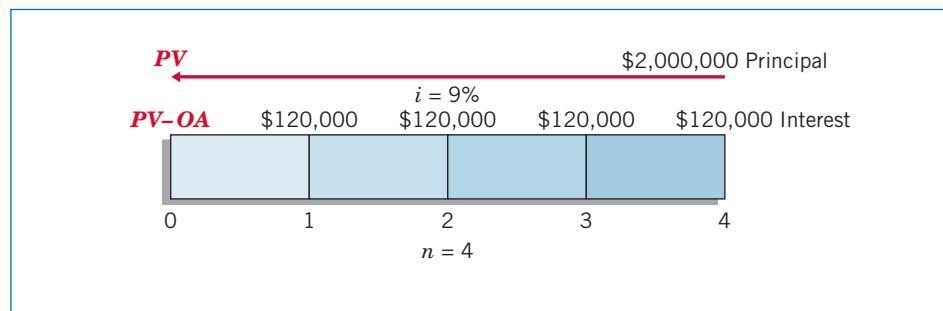 PV $2,000,000 Principal
i = 9%
PV–OA $120,000 $120,000 $120,000 $120,000 Interest
0 1 2 3 4
n = 4